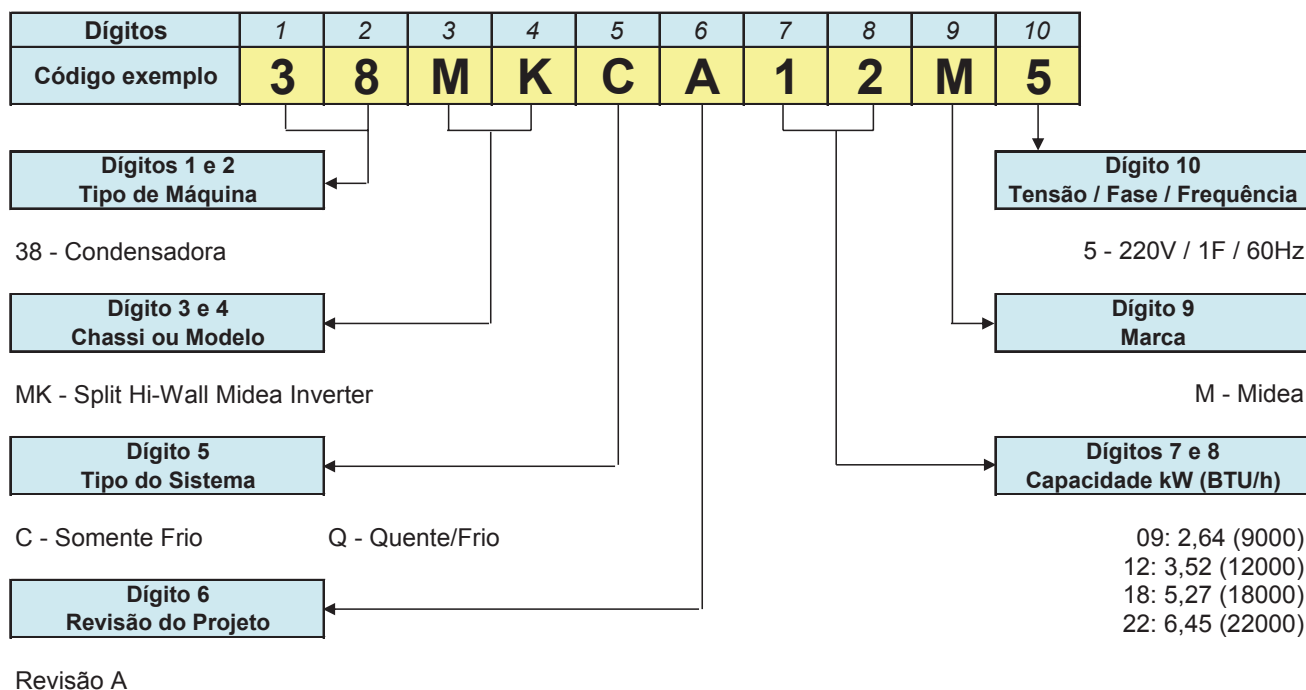 Dígitos 1 2 3 4 5 6 7 8 9 10
Código exemplo 3 8 M K C A 1 2 M 5
Dígitos 1 e 2
Tipo de Máquina
38 - Condensadora
Dígito 3 e 4
Chassi ou Modelo
MK - Split Hi-Wall Midea Inverter
Dígito 5
Tipo do Sistema
C - Somente Frio Q - Quente/Frio
Dígito 6
Revisão do Projeto
Revisão A
Dígito 10
Tensão / Fase / Frequência
5 - 220V / 1F / 60Hz
Dígito 9
Marca
M - Midea
Dígitos 7 e 8
Capacidade kW (BTU/h)
09: 2,64 (9000)
12: 3,52 (12000)
18: 5,27 (18000)
22: 6,45 (22000)